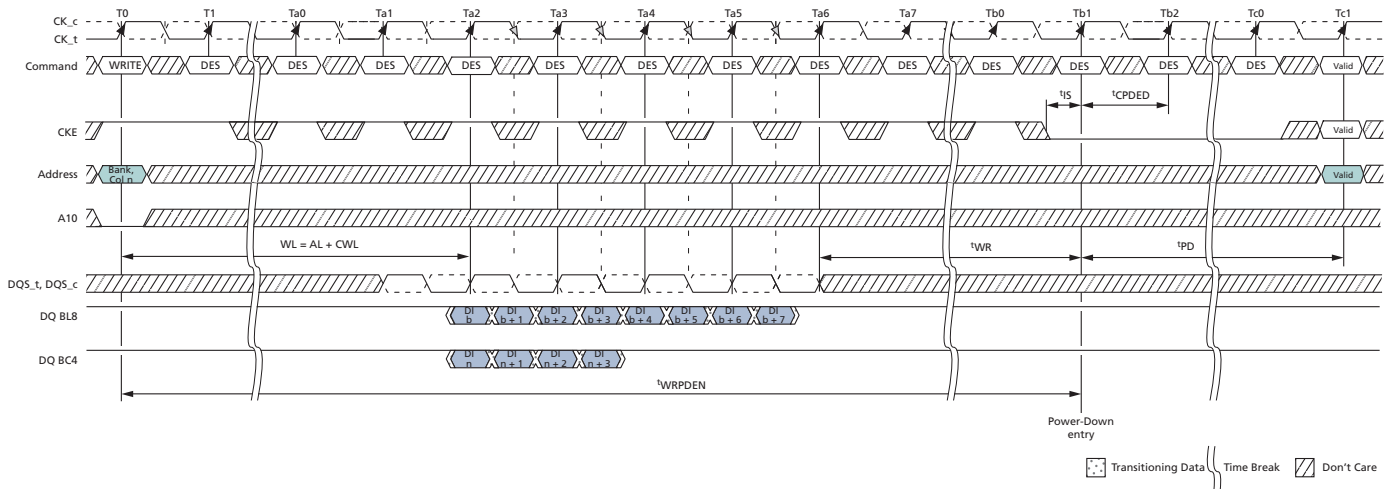 T0 T1 Ta0 Ta1 Ta2 Ta3 Ta4 Ta5 Ta6 Ta7 Tb0 Tb1 Tb2 Tc0 Tc1
CK_c
CK_t
Command WRITE DES DES DES DES DES DES DES DES DES DES DES DES DES Valid
tIS tCPDED
CKE Valid
Address Bank, Col n Valid
A10
WL = AL + CWL tWR tPD
DQS_t, DQS_c
DQ BL8 DI b DI b + 1 DI b + 2 DI b + 3 DI b + 4 DI b + 5 DI b + 6 DI b + 7
DQ BC4 DI n DI n + 1 DI n + 2 DI n + 3
tWRPDEN
Power-Down
entry
Transitioning Data Time Break Don't Care